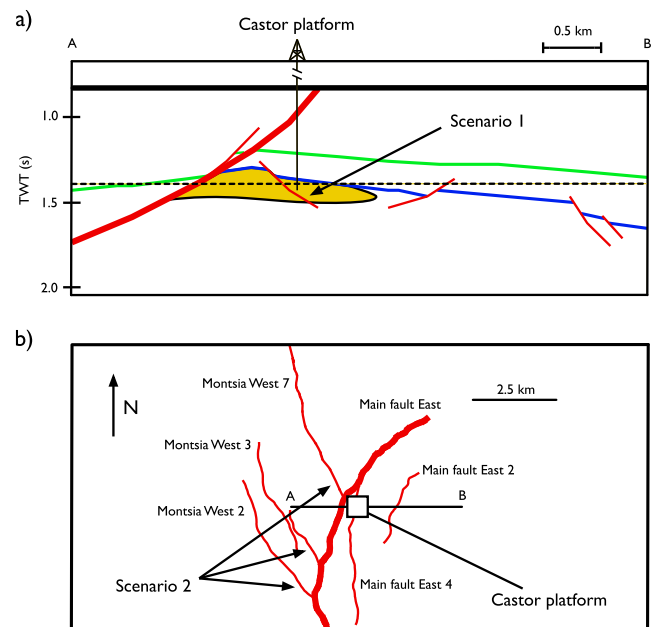 a)
Castor platform
A
0.5 km
B
1.0
Scenario 1
TWT (s)
1.5
2.0
b)
Montsia West 7
2.5 km
N
Main fault East
Montsia West 3
Main fault East 2
A
B
Montsia West 2
Scenario 2
Main fault East 4
Castor platform